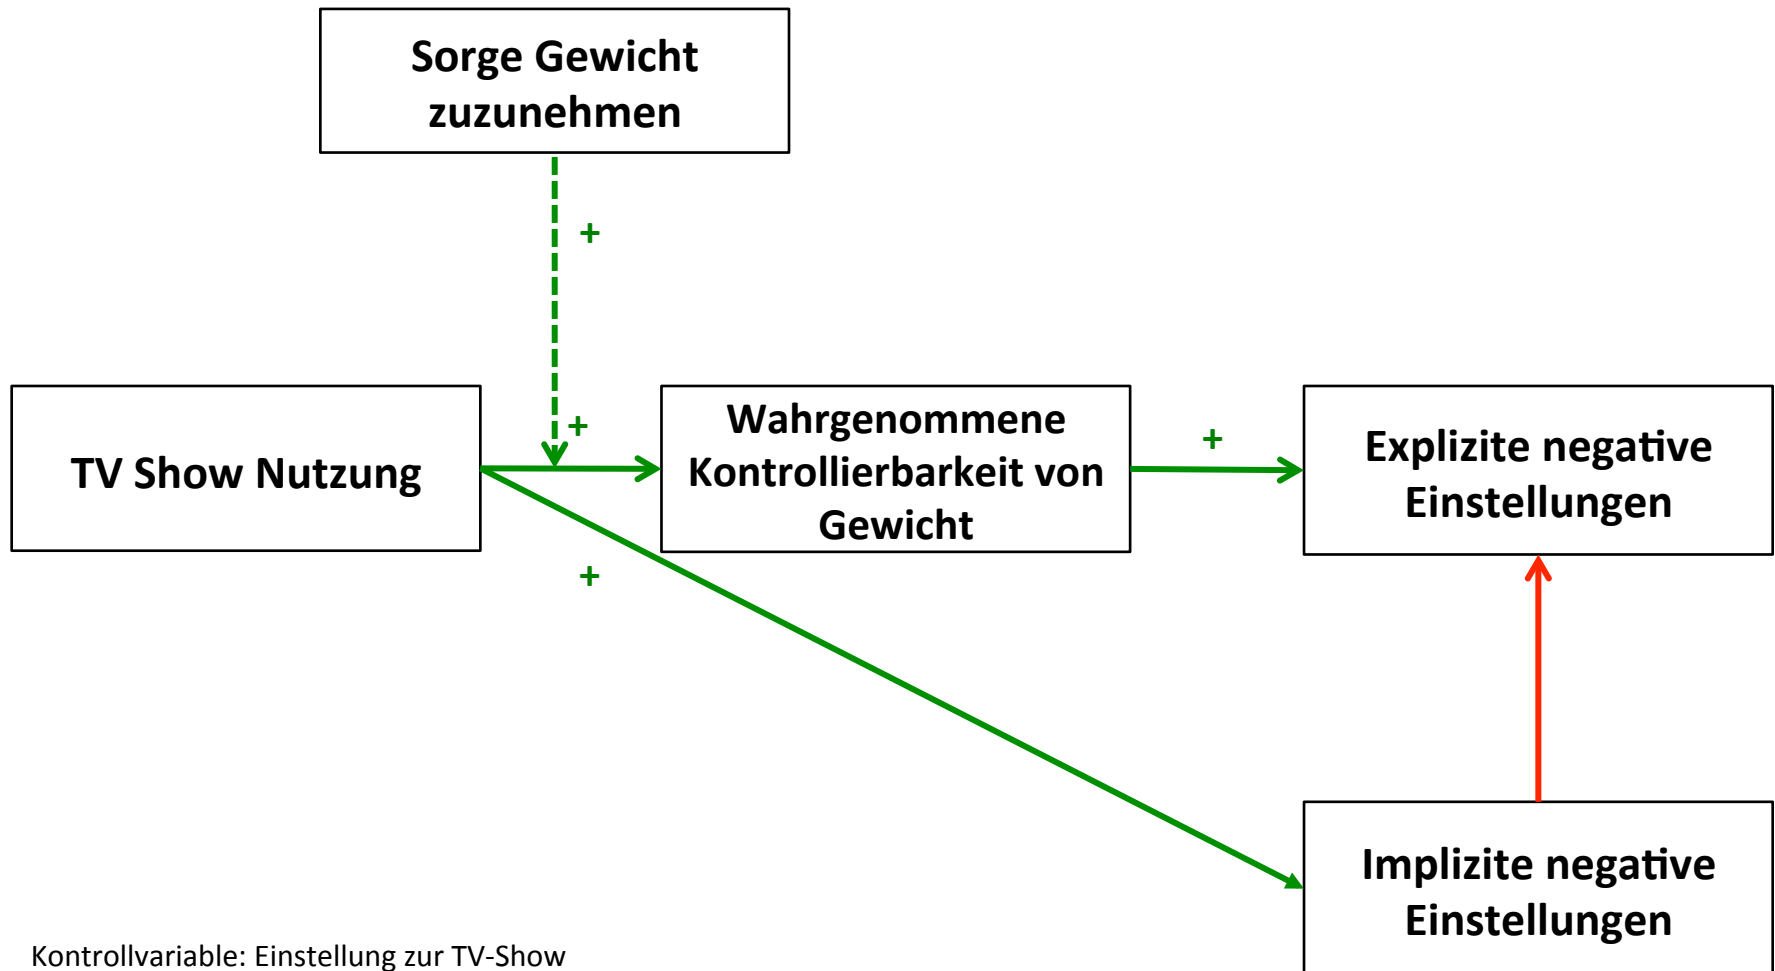 Sorge Gewicht
zuzunehmen
+
+
TV Show Nutzung
Wahrgenommene
Kontrollierbarkeit von
Gewicht
+
Explizite negative
Einstellungen
+
Implizite negative
Einstellungen
Kontrollvariable: Einstellung zur TV-Show